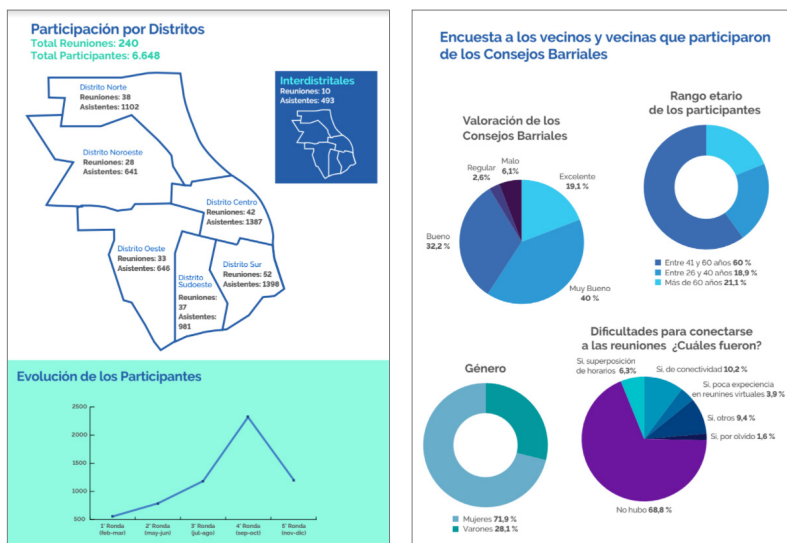 Participación por Distritos
Total Reuniones: 240
Total Participantes: 6.648
Distrito Norte
Reuniones: 38
Asistentes: 1102
Interdistritales
Reuniones: 10
Asistentes: 493
Distrito Noroeste
Reuniones: 28
Asistentes: 641
Distrito Centro
Reuniones: 42
Asistentes: 1387
Distrito Oeste
Reuniones: 33
Asistentes: 646
Distrito
Sudoeste
Reuniones:
37
Asistentes:
981
Distrito Sur
Reuniones: 52
Asistentes: 1398
Evolución de los Participantes
2500
2500
1500
1000
500
1° Ronda
(feb-mar)
2° Ronda
(may-jun)
3° Ronda
(jul-ago)
4° Ronda
(sep-oct)
5° Ronda
(nov-dic)
Encuesta a los vecinos y vecinas que participaron
de los Consejos Barriales
Valoración de los
Consejos Barriales
Malo
6,1%
Regular
2,6%
Excelente
19,1 %
Bueno
32,2 %
Muy Bueno
40 %
Rango etario
de los participantes
Entre 41 y 60 años 60 %
Entre 26 y 40 años 18,9 %
Más de 60 años 21,1 %
Género
Mujeres 71,9 %
Varones 28,1 %
Dificultades para conectarse
a las reuniones ¿Cuáles fueron?
Si, superposición
de horarios 6,3%
Si, de conectividad 10,2 %
Si, poca expeciencia
en reunines virtuales 3,9 %
Si, otros 9,4 %
Si, por olvido 1,6 %
No hubo 68,8 %